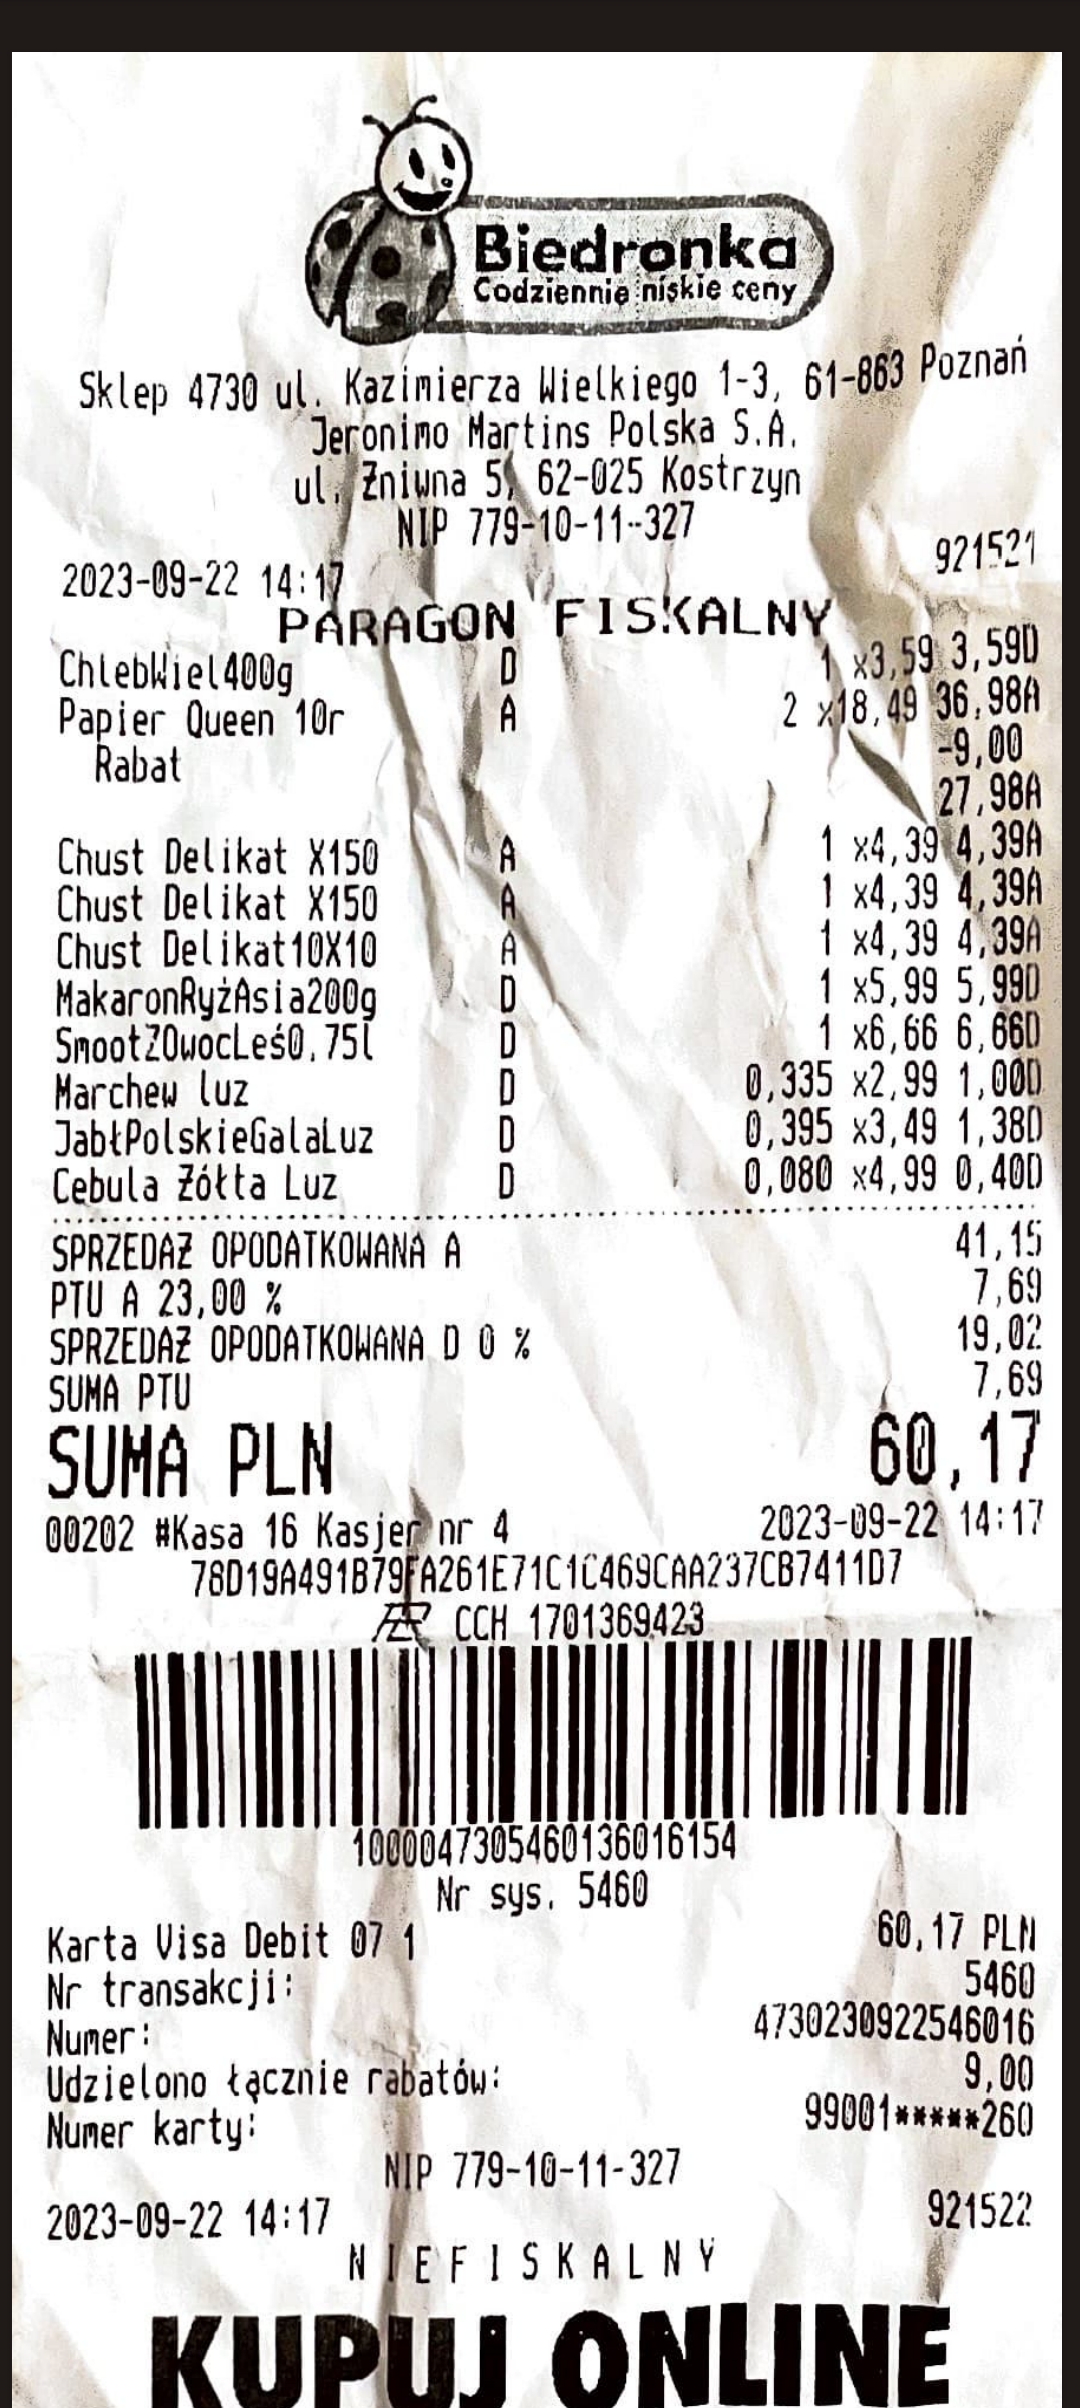 Biedronka
Codziennie niskie ceny
Sklep 4730 ul. Kazimierza Wielkiego 1-3, 61-863 Poznań
Jeronimo Martins Polska S.A.
ul. Żniwna 5, 62-025 Kostrzyn
NIP 779-10-11-327
2023-09-22 14:17 921521
PARAGON FISKALNY
ChlebWiel400g D 1 x3,59 3,59D
Papier Queen 10r A 2 x18,49 36,98A
Rabat -9,00
27,98A
Chust Delikat X150 A 1 x4,39 4,39A
Chust Delikat X150 A 1 x4,39 4,39A
Chust Delikat10X10 A 1 x4,39 4,39A
MakaronRyżAsia200g D 1 x5,99 5,99D
SmootZOwocLeś0,75l D 1 x6,66 6,66D
Marchew luz D 0,335 x2,99 1,00D
JabłPolskieGalaLuz D 0,395 x3,49 1,38D
Cebula Żółta Luz D 0,080 x4,99 0,40D
SPRZEDAŻ OPODATKOWANA A 41,15
PTU A 23,00 % 7,69
SPRZEDAŻ OPODATKOWANA D 0 % 19,02
SUMA PTU 7,69
SUMA PLN 60,17
00202 #Kasa 16 Kasjer nr 4 2023-09-22 14:17
78D19A491B79FA261E71C1C469CAA237CB7411D7
CCH 1701369423
1000047305460136016154
Nr sys. 5460
Karta Visa Debit 07 1 60,17 PLN
Nr transakcji: 5460
Numer: 4730230922546016
Udzielono łącznie rabatów: 9,00
Numer karty: 99001*****260
NIP 779-10-11-327
2023-09-22 14:17 921522
NIEFISKALNY
KUPUJ ONLINE